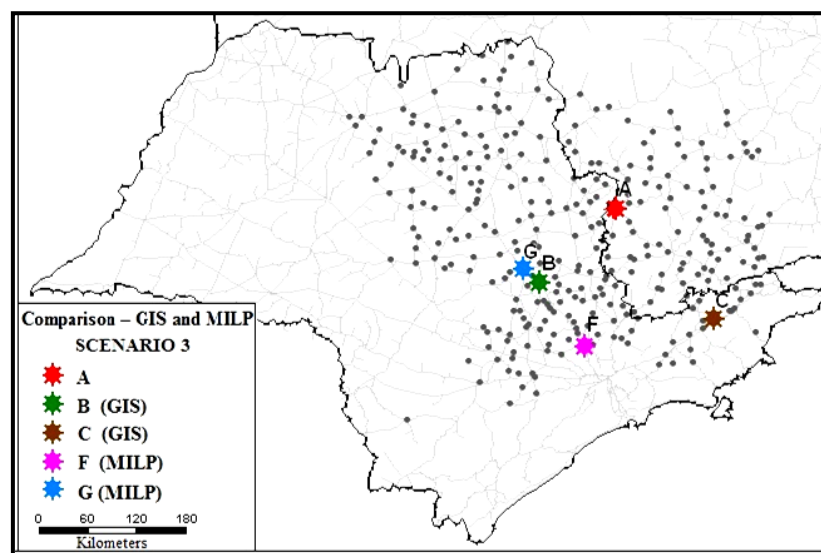 A
G
B
C
F
Comparison – GIS and MILP
SCENARIO 3
A
B (GIS)
C (GIS)
F (MILP)
G (MILP)
0 60 120 180
Kilometers